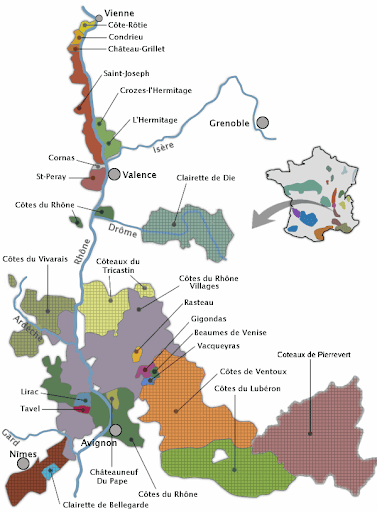 Vienne
Côte-Rôtie
Condrieu
Château-Grillet
Saint-Joseph
Crozes-l'Hermitage
L'Hermitage
Grenoble
Isère
Cornas
St-Peray
Valence
Clairette de Die
Côtes du Rhône
Drôme
Rhône
Côtes du Vivarais
Côteaux du
Tricastin
Côtes du Rhône
Villages
Rasteau
Gigondas
Beaumes de Venise
Vacqueyras
Ardèche
Coteaux de Pierrevert
Côtes de Ventoux
Côtes du Lubéron
Lirac
Tavel
Gard
Avignon
Nîmes
Châteauneuf
Du Pape
Côtes du Rhône
Clairette de Bellegarde